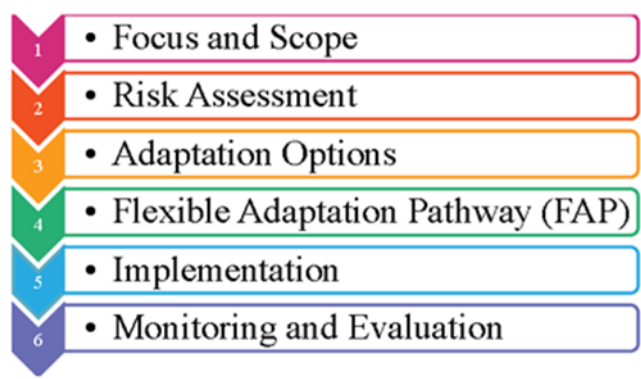 1 • Focus and Scope
2 • Risk Assessment
3 • Adaptation Options
4 • Flexible Adaptation Pathway (FAP)
5 • Implementation
6 • Monitoring and Evaluation